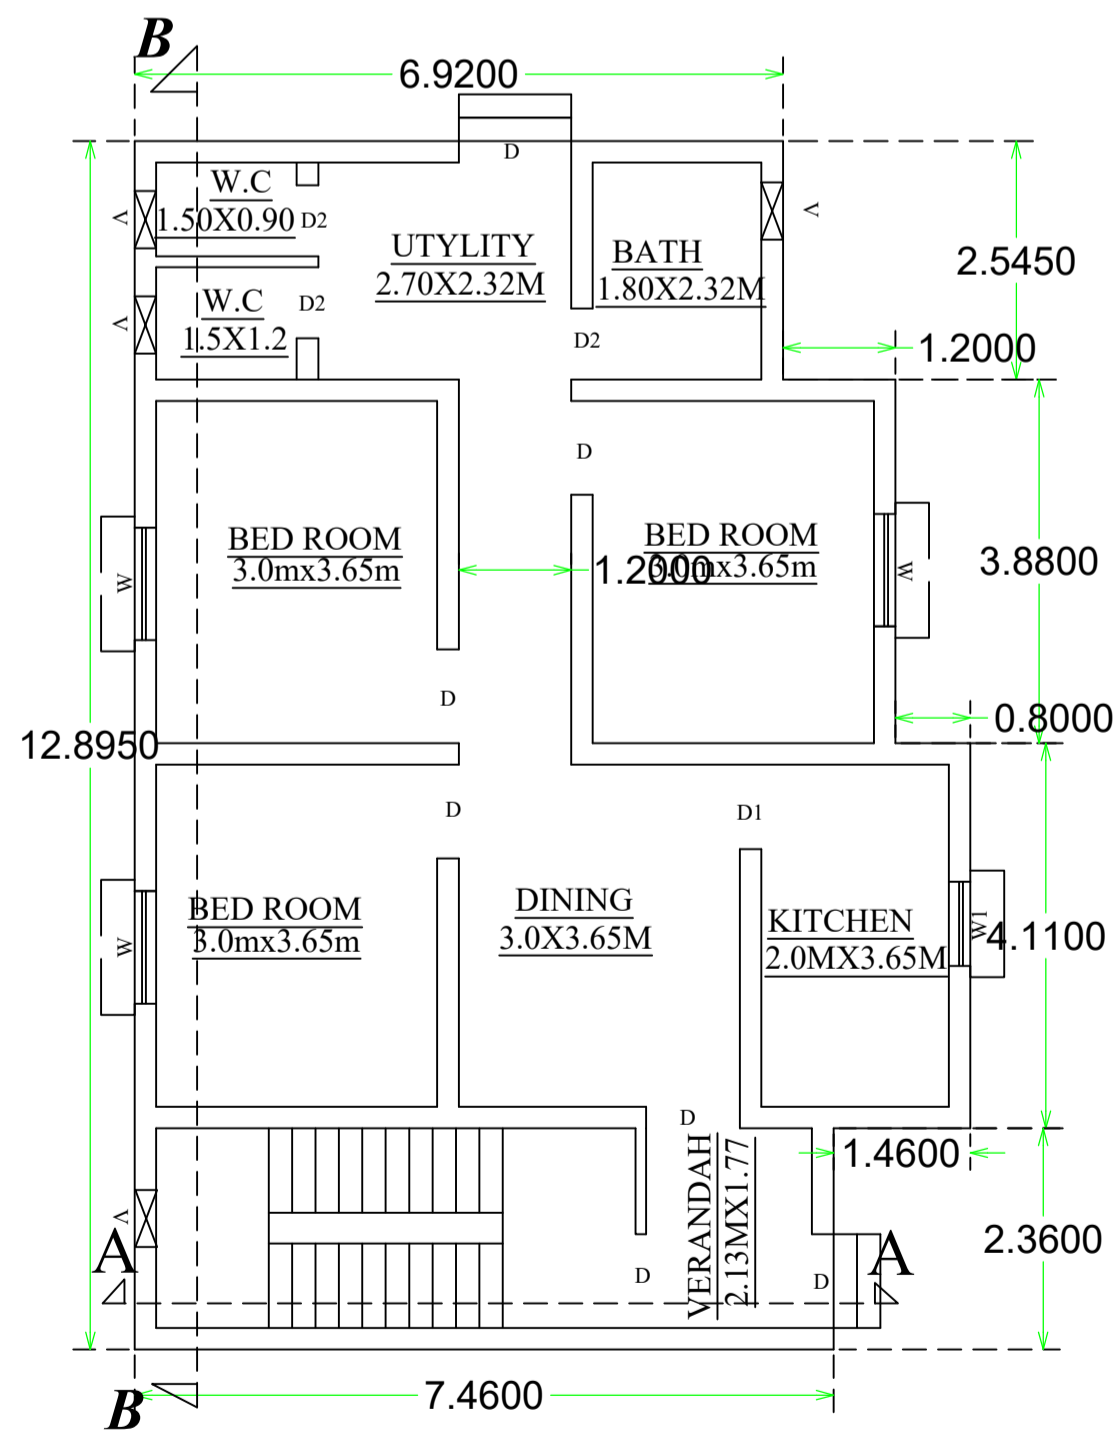 B
6.9200
D
W.C
1.50X0.90
D2
V
UTYLITY
2.70X2.32M
BATH
1.80X2.32M
V
2.5450
W.C
1.5X1.2
D2
V
D2
1.2000
D
BED ROOM
3.0mx3.65m
W
1.2000
BED ROOM
3.0mx3.65m
W
3.8800
D
0.8000
12.8950
D
D1
BED ROOM
3.0mx3.65m
W
DINING
3.0X3.65M
KITCHEN
2.0MX3.65M
W1
4.1100
D
VERANDAH
2.13MX1.77
1.4600
V
A
D
D
A
2.3600
B
7.4600